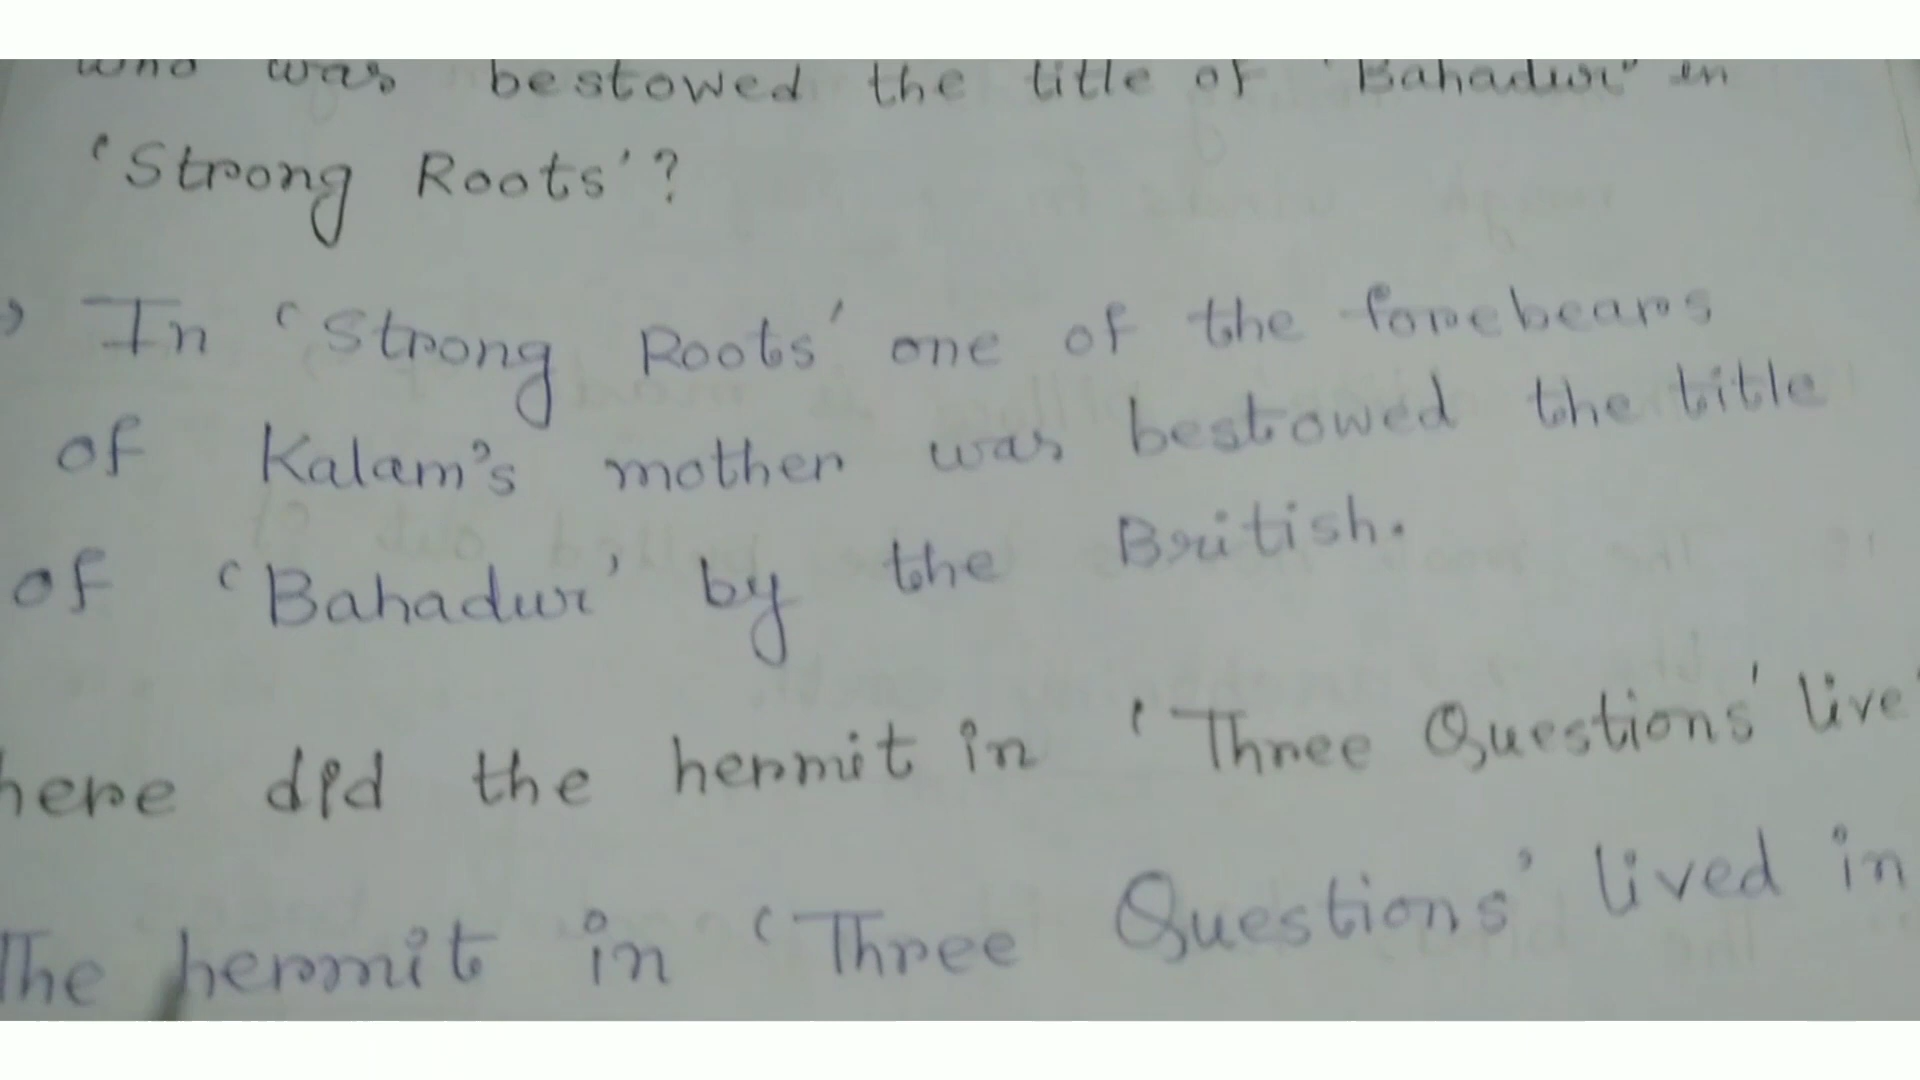 who was bestowed the title of 'Bahadur' in
'Strong Roots'?
In 'Strong Roots' one of the forebears
of Kalam's mother was bestowed the title
of 'Bahadur' by the British.
here did the hermit in 'Three Questions' live
The hermit in 'Three Questions' lived in